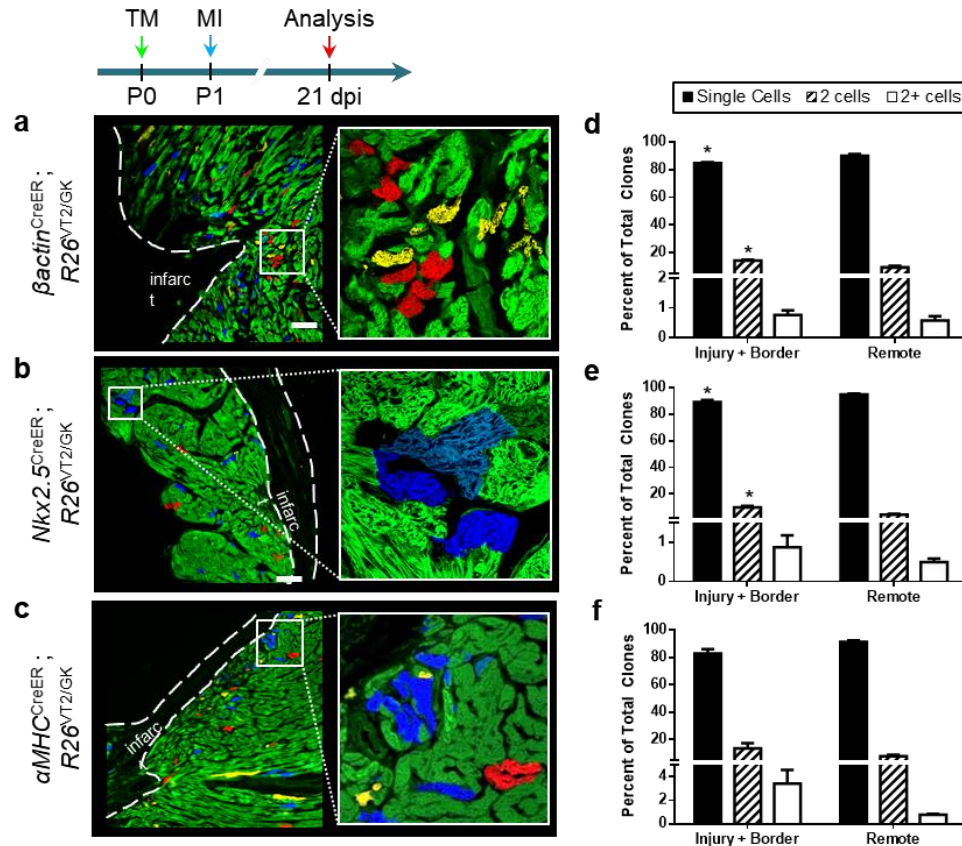 TM MI Analysis
P0 P1 21 dpi
a
βactinCreER;
R26VT2/GK
infarc
t
b
Nkx2.5CreER;
R26VT2/GK
infarc
t
c
αMHCCreER;
R26VT2/GK
infarc
Single Cells 2 cells 2+ cells
d
Percent of Total Clones
100
80
60
40
20
2
1
0
* *
Injury + Border Remote
e
Percent of Total Clones
100
80
60
40
20
1
0
* *
Injury + Border Remote
f
Percent of Total Clones
100
80
60
40
20
4
2
0
Injury + Border Remote